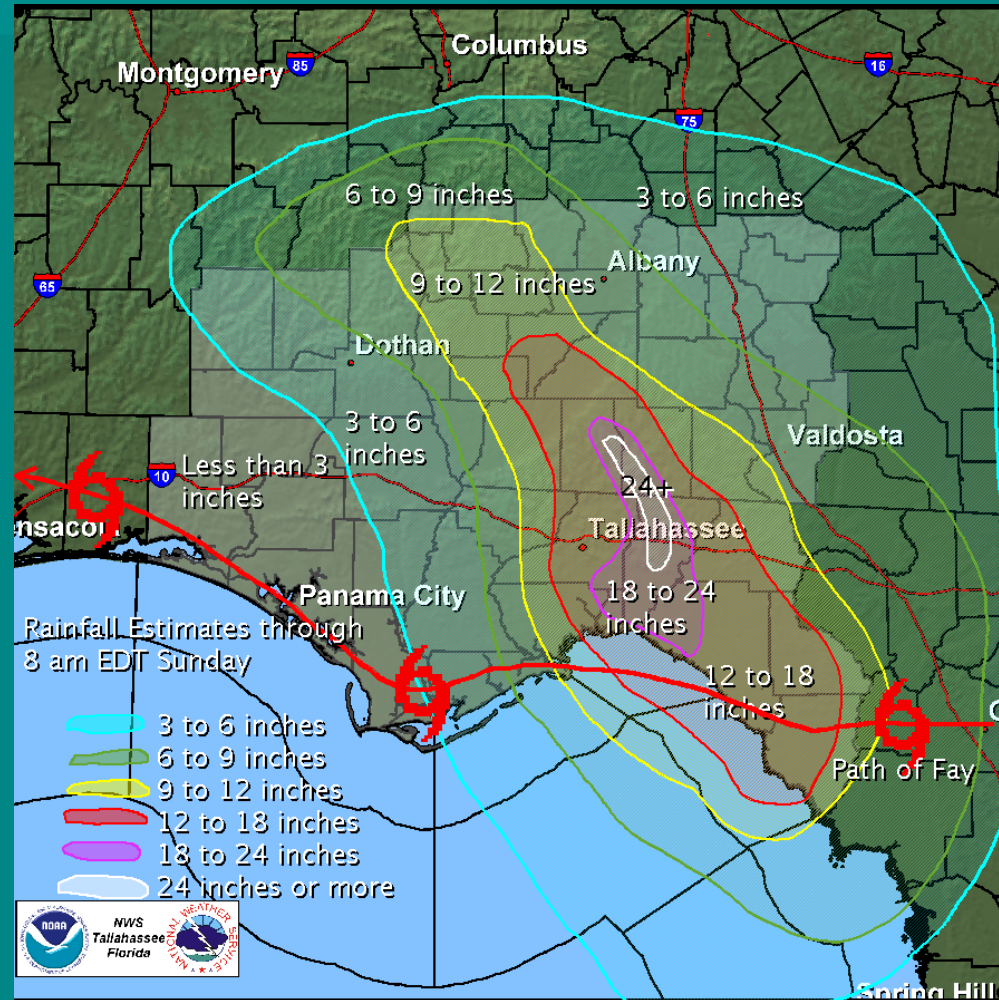 Columbus
Montgomery
85
16
75
6 to 9 inches
3 to 6 inches
Albany
65
9 to 12 inches
Dothan
3 to 6
inches
Valdosta
10
Less than 3
inches
24+
ensacola
Tallahassee
18 to 24
inches
Panama City
Rainfall Estimates through
8 am EDT Sunday
12 to 18
inches
Path of Fay
3 to 6 inches
6 to 9 inches
9 to 12 inches
12 to 18 inches
18 to 24 inches
24 inches or more
NOAA
NWS
Tallahassee
Florida
NATIONAL WEATHER SERVICE
Spring Hill